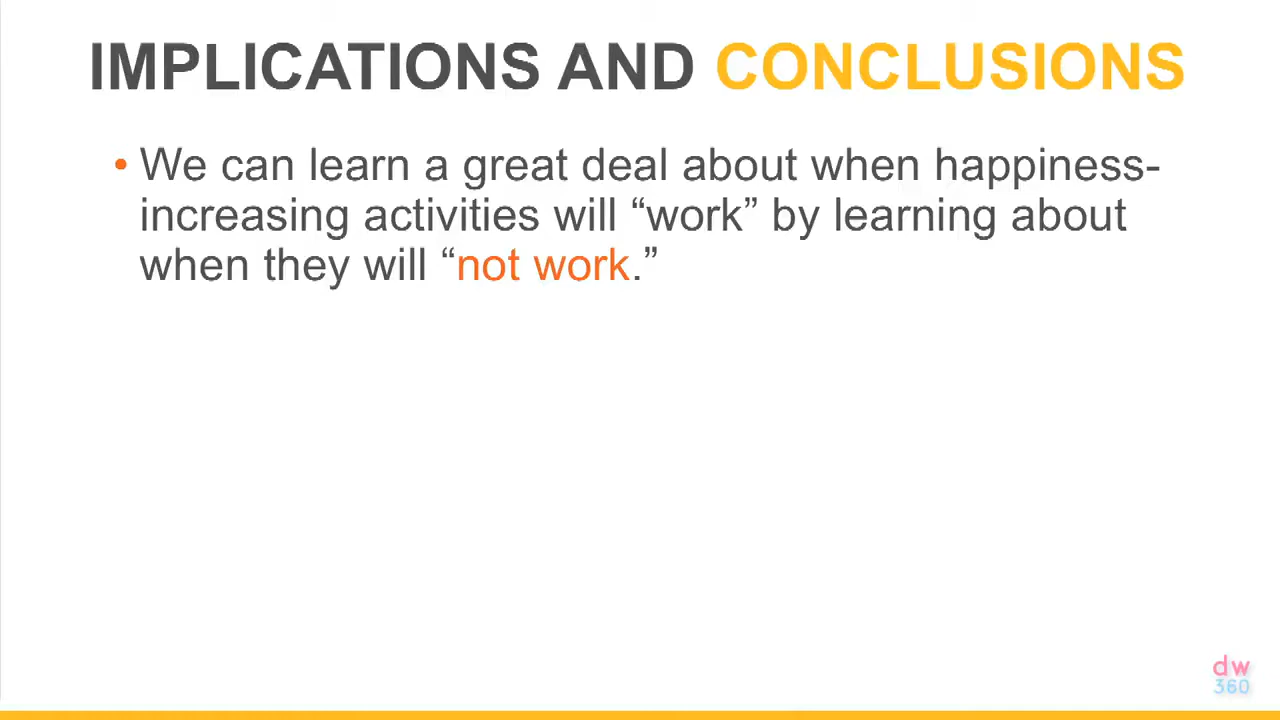 IMPLICATIONS AND CONCLUSIONS
• We can learn a great deal about when happiness-
increasing activities will “work” by learning about
when they will “not work.”
dw
360